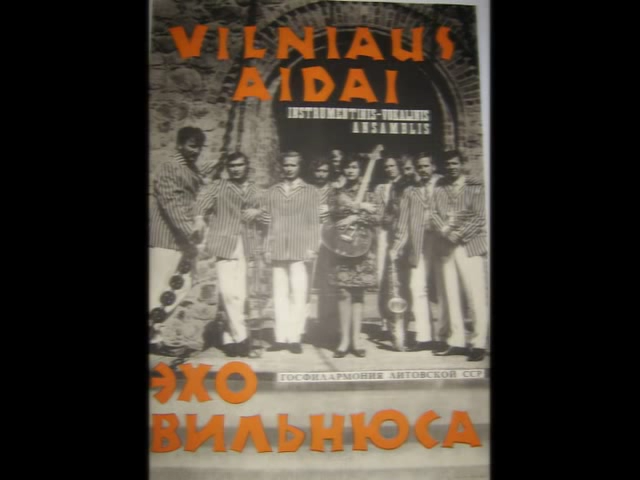 VILNIAUS
AIDAI
INSTRUMENTINIS-VOKALINIS
ANSAMBLIS
ЭХО
ГОСФИЛАРМОНИЯ ЛИТОВСКОЙ ССР
ВИЛЬНЮСА